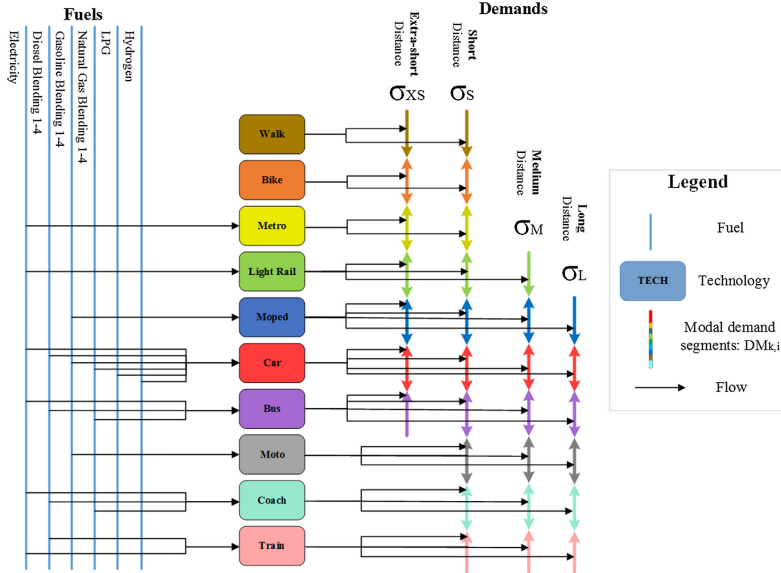 Fuels
Demands
Electricity
Diesel Blending 1-4
Gasoline Blending 1-4
Natural Gas Blending 1-4
LPG
Hydrogen
Extra-short
Distance
Short
Distance
Medium
Distance
Long
Distance
σXS
σS
σM
σL
Walk
Bike
Metro
Light Rail
Moped
Car
Bus
Moto
Coach
Train
Legend
Fuel
TECH
Technology
Modal demand
segments: DMk,i
Flow